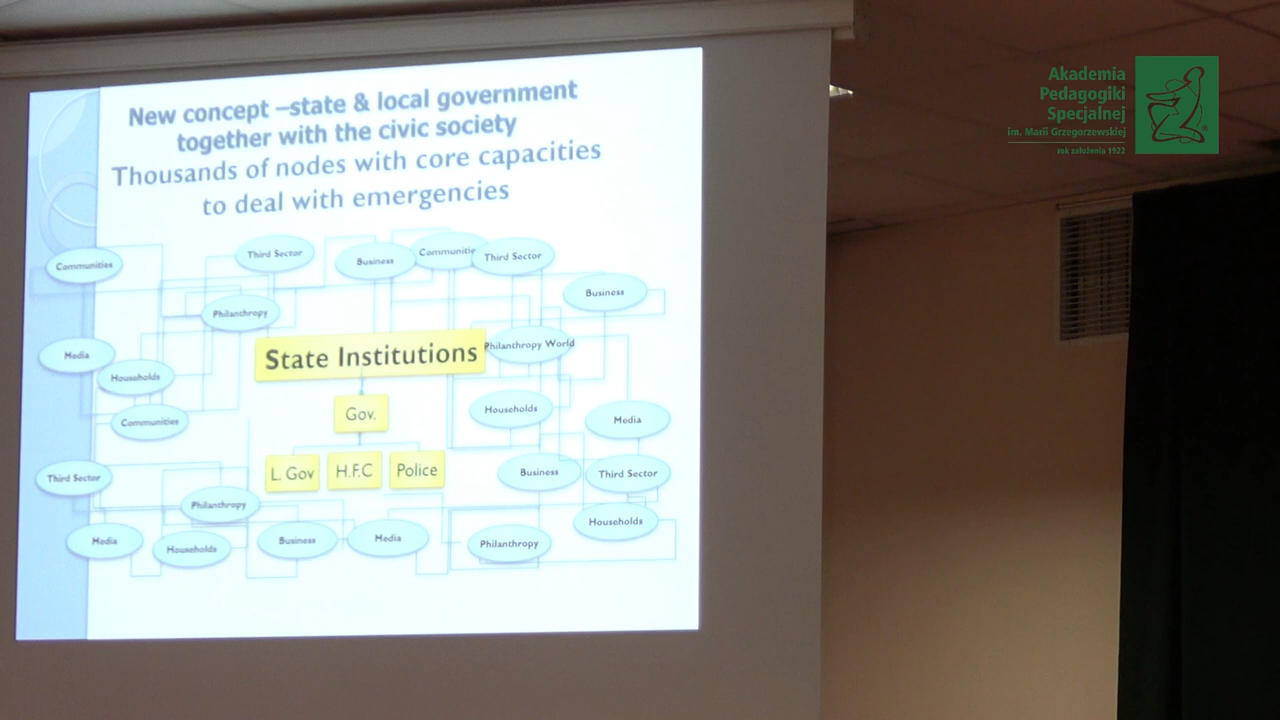 New concept –state & local government
together with the civic society
Thousands of nodes with core capacities
to deal with emergencies
Communities
Third Sector
Business
Communitie
Third Sector
Business
Philanthropy
Philanthropy World
State Institutions
Media
Households
Communities
Gov.
Households
Media
L. Gov
H.F.C
Police
Business
Third Sector
Third Sector
Philanthropy
Media
Households
Business
Media
Philanthropy
Households
Akademia
Pedagogiki
Specjalnej
im. Marii Grzegorzewskiej
rok założenia 1922